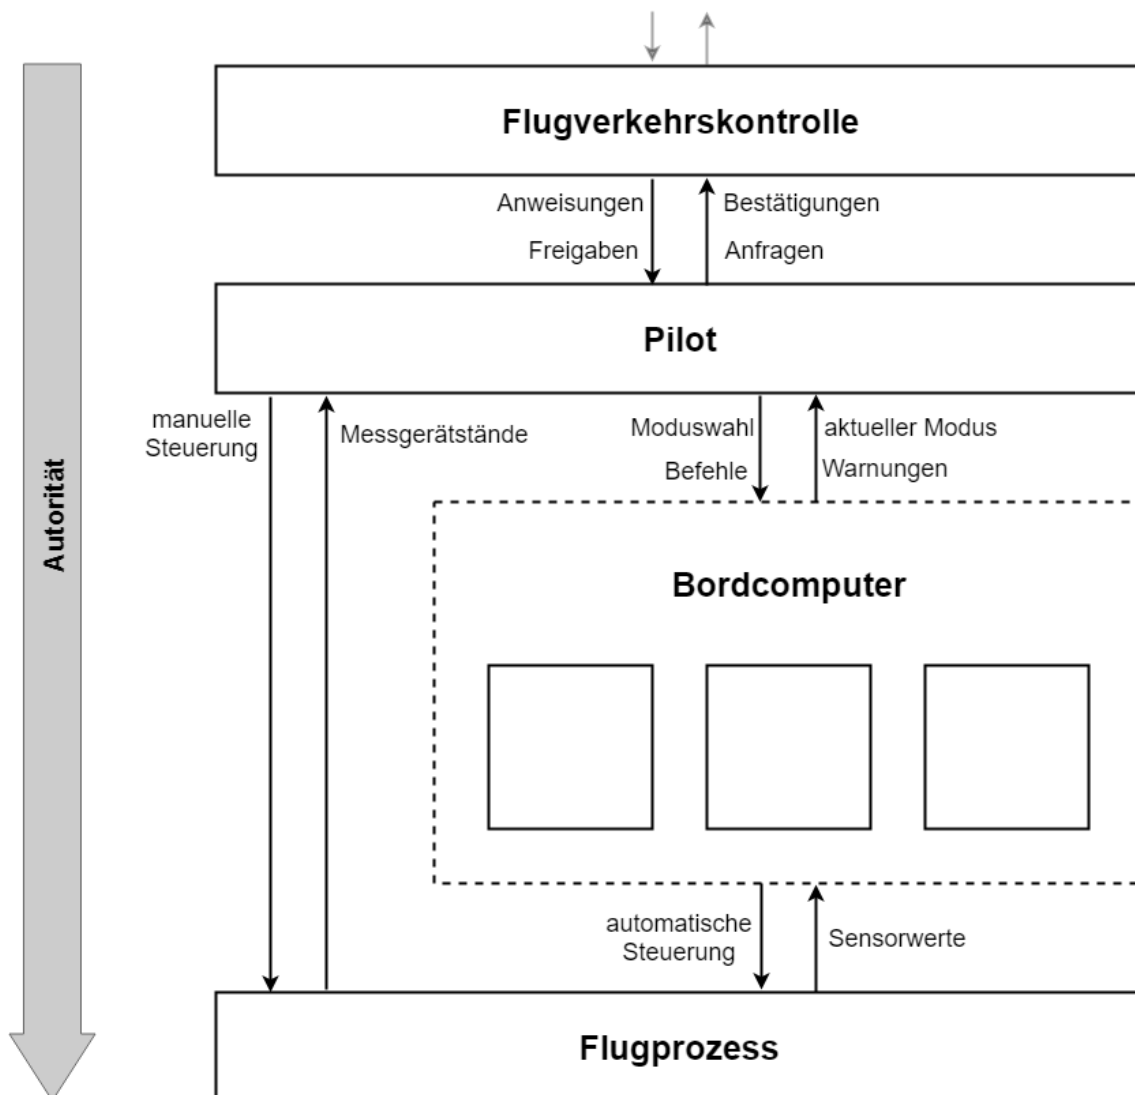 Flugverkehrskontrolle
Anweisungen
Bestätigungen
Freigaben
Anfragen
Pilot
manuelle
Steuerung
Messgerätstände
Moduswahl
aktueller Modus
Befehle
Warnungen
Autorität
Bordcomputer
automatische
Steuerung
Sensorwerte
Flugprozess